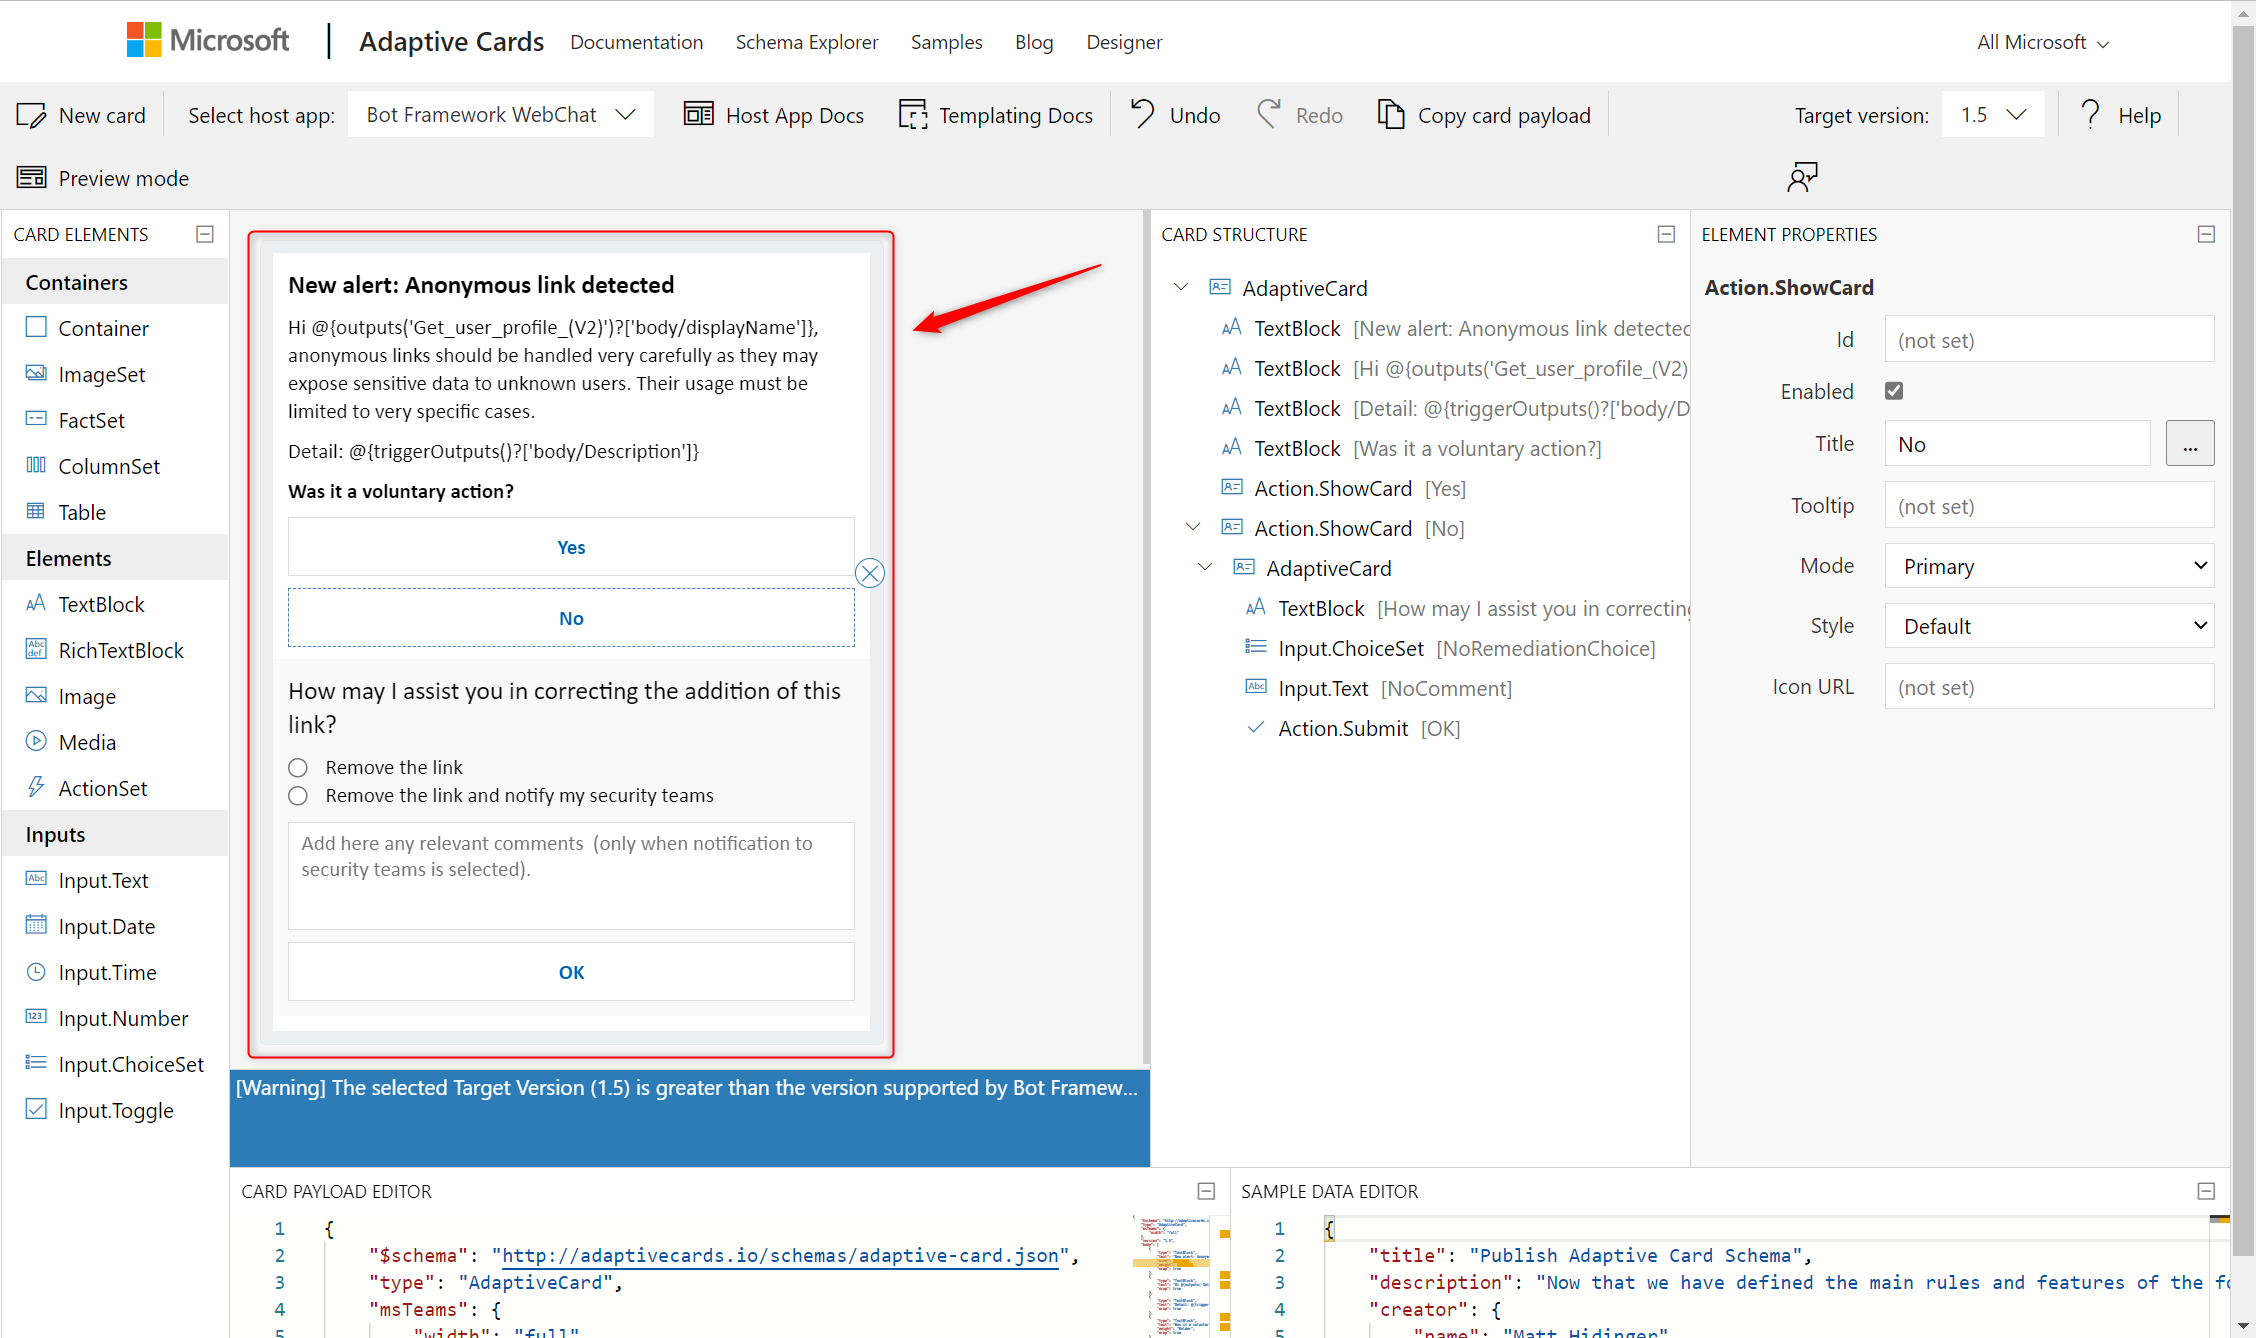 Microsoft | Adaptive Cards Documentation Schema Explorer Samples Blog Designer All Microsoft
New card Select host app: Bot Framework WebChat Host App Docs Templating Docs Undo Redo Copy card payload Target version: 1.5 Help
Preview mode
CARD ELEMENTS
Containers
Container
ImageSet
FactSet
ColumnSet
Table
Elements
TextBlock
RichTextBlock
Image
Media
ActionSet
Inputs
Input.Text
Input.Date
Input.Time
Input.Number
Input.ChoiceSet
Input.Toggle
New alert: Anonymous link detected
Hi @{outputs('Get_user_profile_(V2)')?['body/displayName']},
anonymous links should be handled very carefully as they may
expose sensitive data to unknown users. Their usage must be
limited to very specific cases.
Detail: @{triggerOutputs()?['body/Description']}
Was it a voluntary action?
Yes
No
How may I assist you in correcting the addition of this
link?
Remove the link
Remove the link and notify my security teams
Add here any relevant comments (only when notification to
security teams is selected).
OK
[Warning] The selected Target Version (1.5) is greater than the version supported by Bot Framew...
CARD STRUCTURE
AdaptiveCard
TextBlock [New alert: Anonymous link detected
TextBlock [Hi @{outputs('Get_user_profile_(V2)
TextBlock [Detail: @{triggerOutputs()?['body/D
TextBlock [Was it a voluntary action?]
Action.ShowCard [Yes]
Action.ShowCard [No]
AdaptiveCard
TextBlock [How may I assist you in correcting
Input.ChoiceSet [NoRemediationChoice]
Input.Text [NoComment]
Action.Submit [OK]
ELEMENT PROPERTIES
Action.ShowCard
Id (not set)
Enabled
Title No ...
Tooltip (not set)
Mode Primary
Style Default
Icon URL (not set)
CARD PAYLOAD EDITOR
1 {
2 "$schema": "http://adaptivecards.io/schemas/adaptive-card.json",
3 "type": "AdaptiveCard",
4 "msTeams": {
5 "width": "full"
SAMPLE DATA EDITOR
1 {
2 "title": "Publish Adaptive Card Schema",
3 "description": "Now that we have defined the main rules and features of the fo
4 "creator": {
5 "name": "Matt Hidinger"